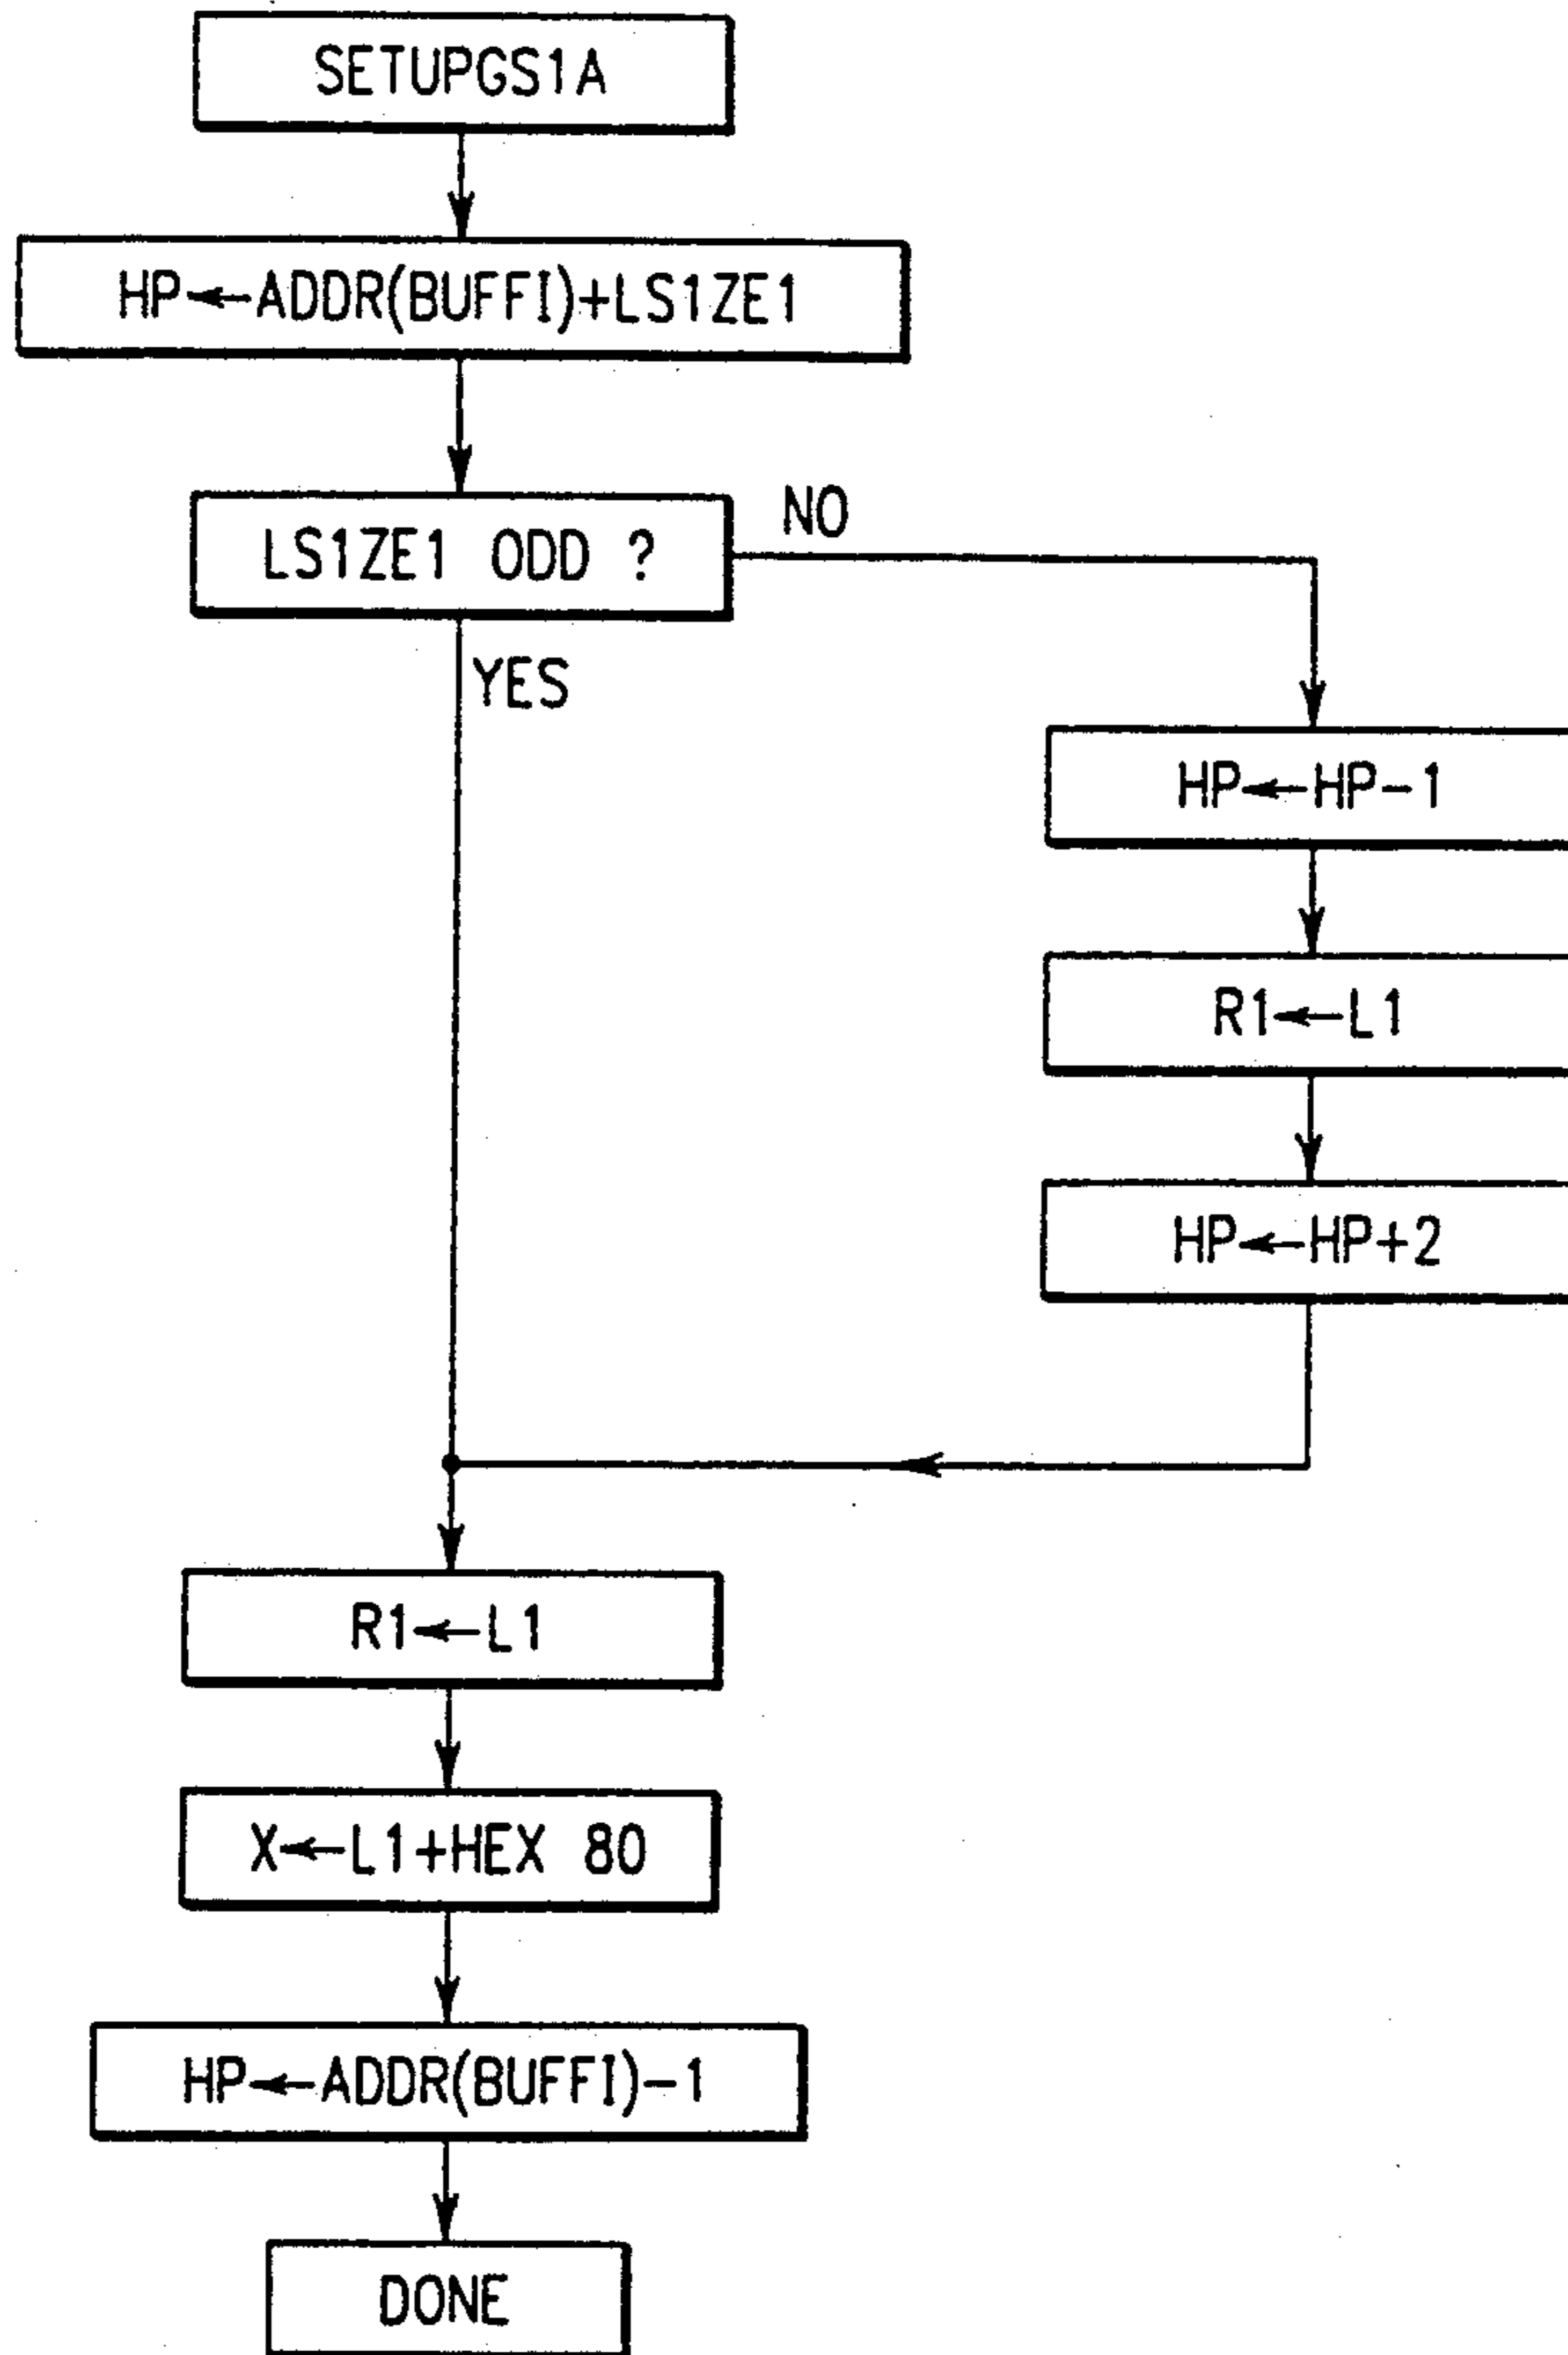 SETUPGS1A
HP←ADDR(BUFFI)+LS1ZE1
LS1ZE1 ODD ?
NO
YES
HP←HP-1
R1←L1
HP←HP+2
R1←L1
X←L1+HEX 80
HP←ADDR(BUFFI)-1
DONE